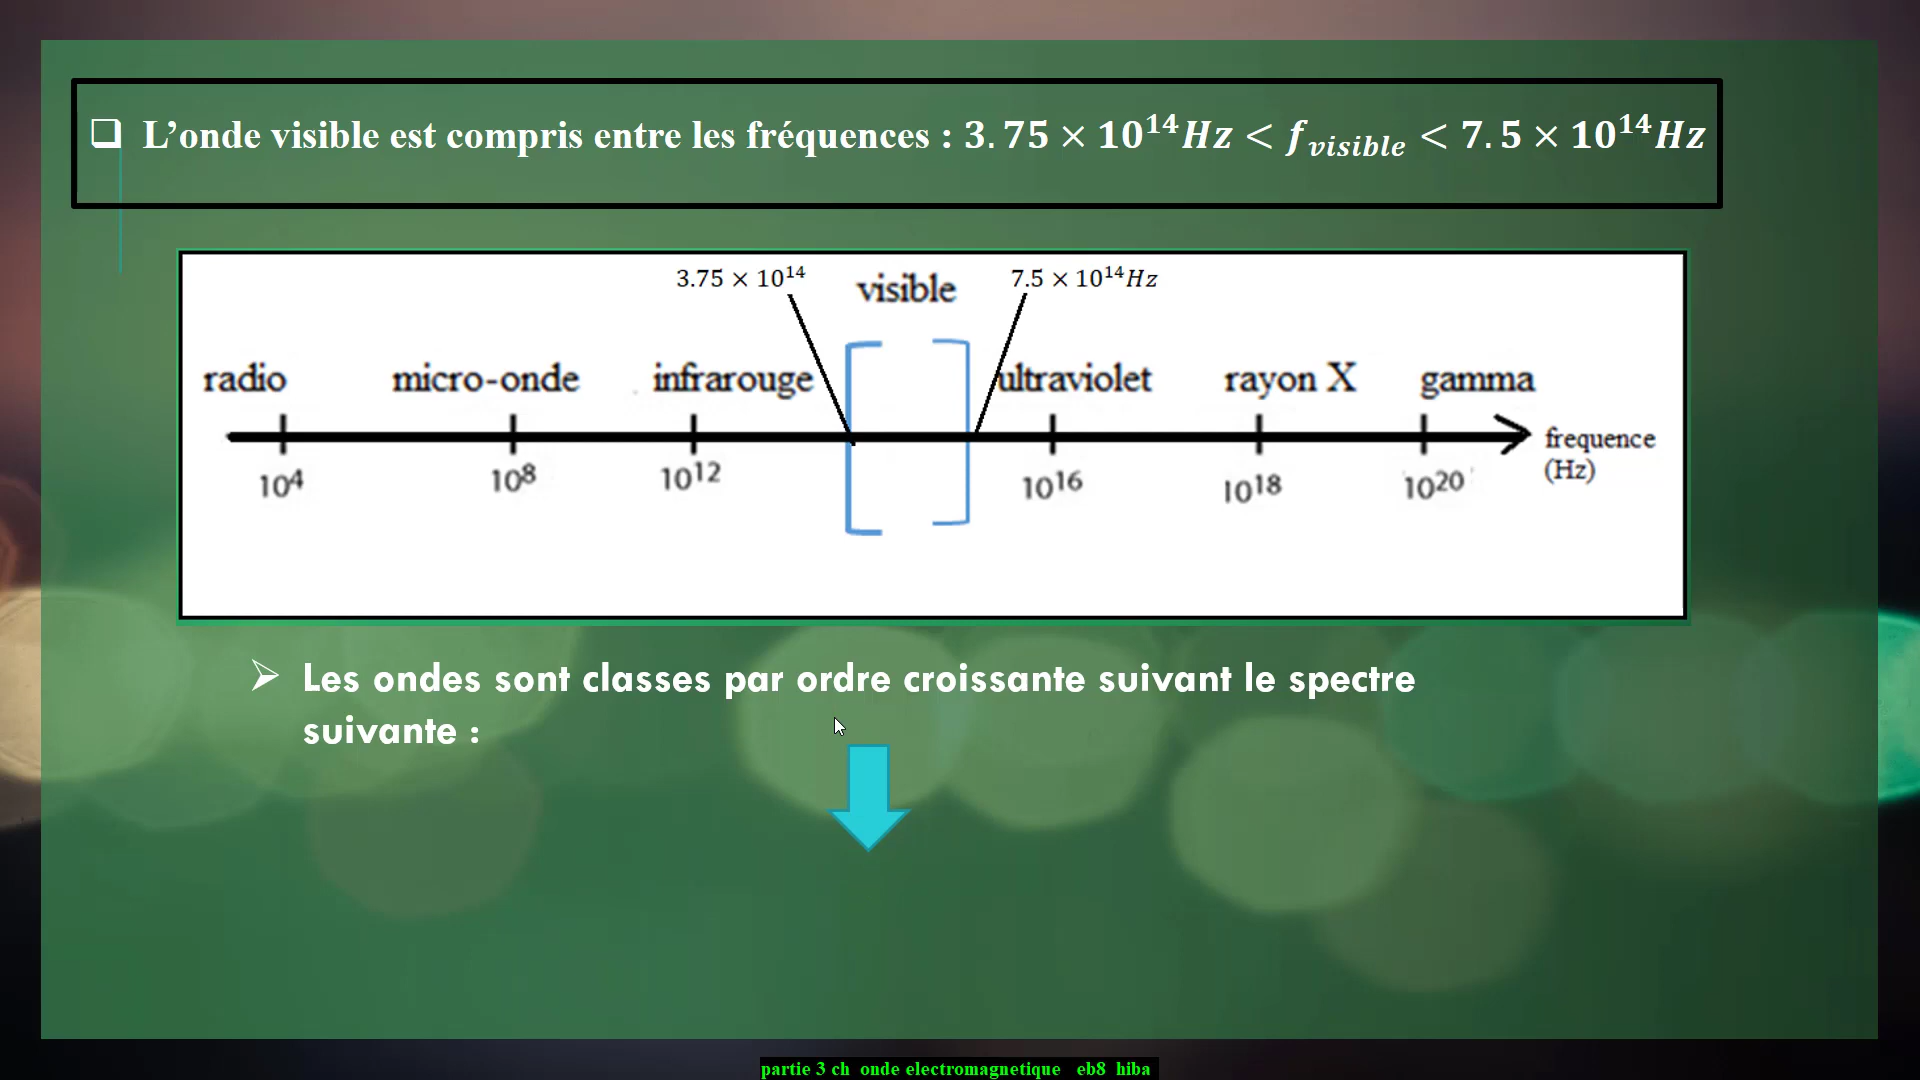 ❑ L’onde visible est compris entre les fréquences : 3.75 × 10¹⁴Hz < f_visible < 7.5 × 10¹⁴Hz
3.75 × 10¹⁴
visible
7.5 × 10¹⁴Hz
radio
micro-onde
infrarouge
ultraviolet
rayon X
gamma
frequence
(Hz)
10⁴
10⁸
10¹²
10¹⁶
10¹⁸
10²⁰
➢ Les ondes sont classes par ordre croissante suivant le spectre
suivante :
partie 3 ch onde electromagnetique eb8 hiba